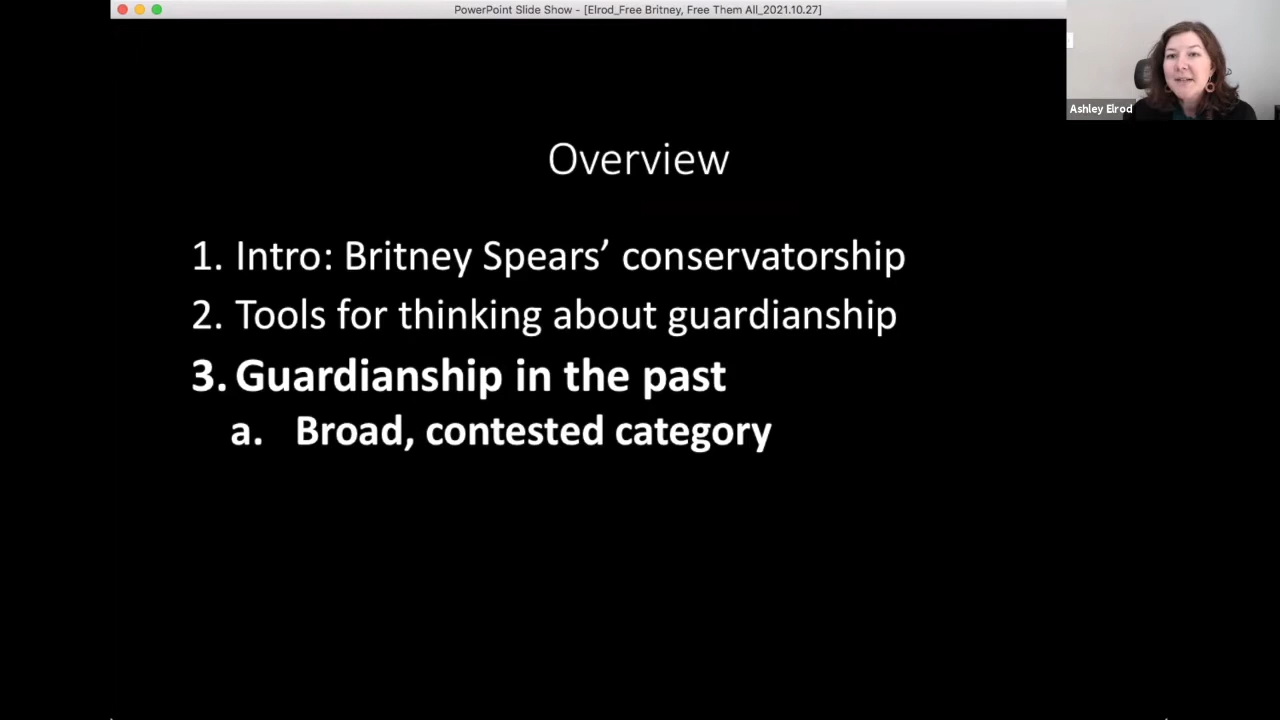 PowerPoint Slide Show - [Elrod_Free Britney, Free Them All_2021.10.27]
Ashley Elrod
Overview
1. Intro: Britney Spears’ conservatorship
2. Tools for thinking about guardianship
3. Guardianship in the past
a. Broad, contested category